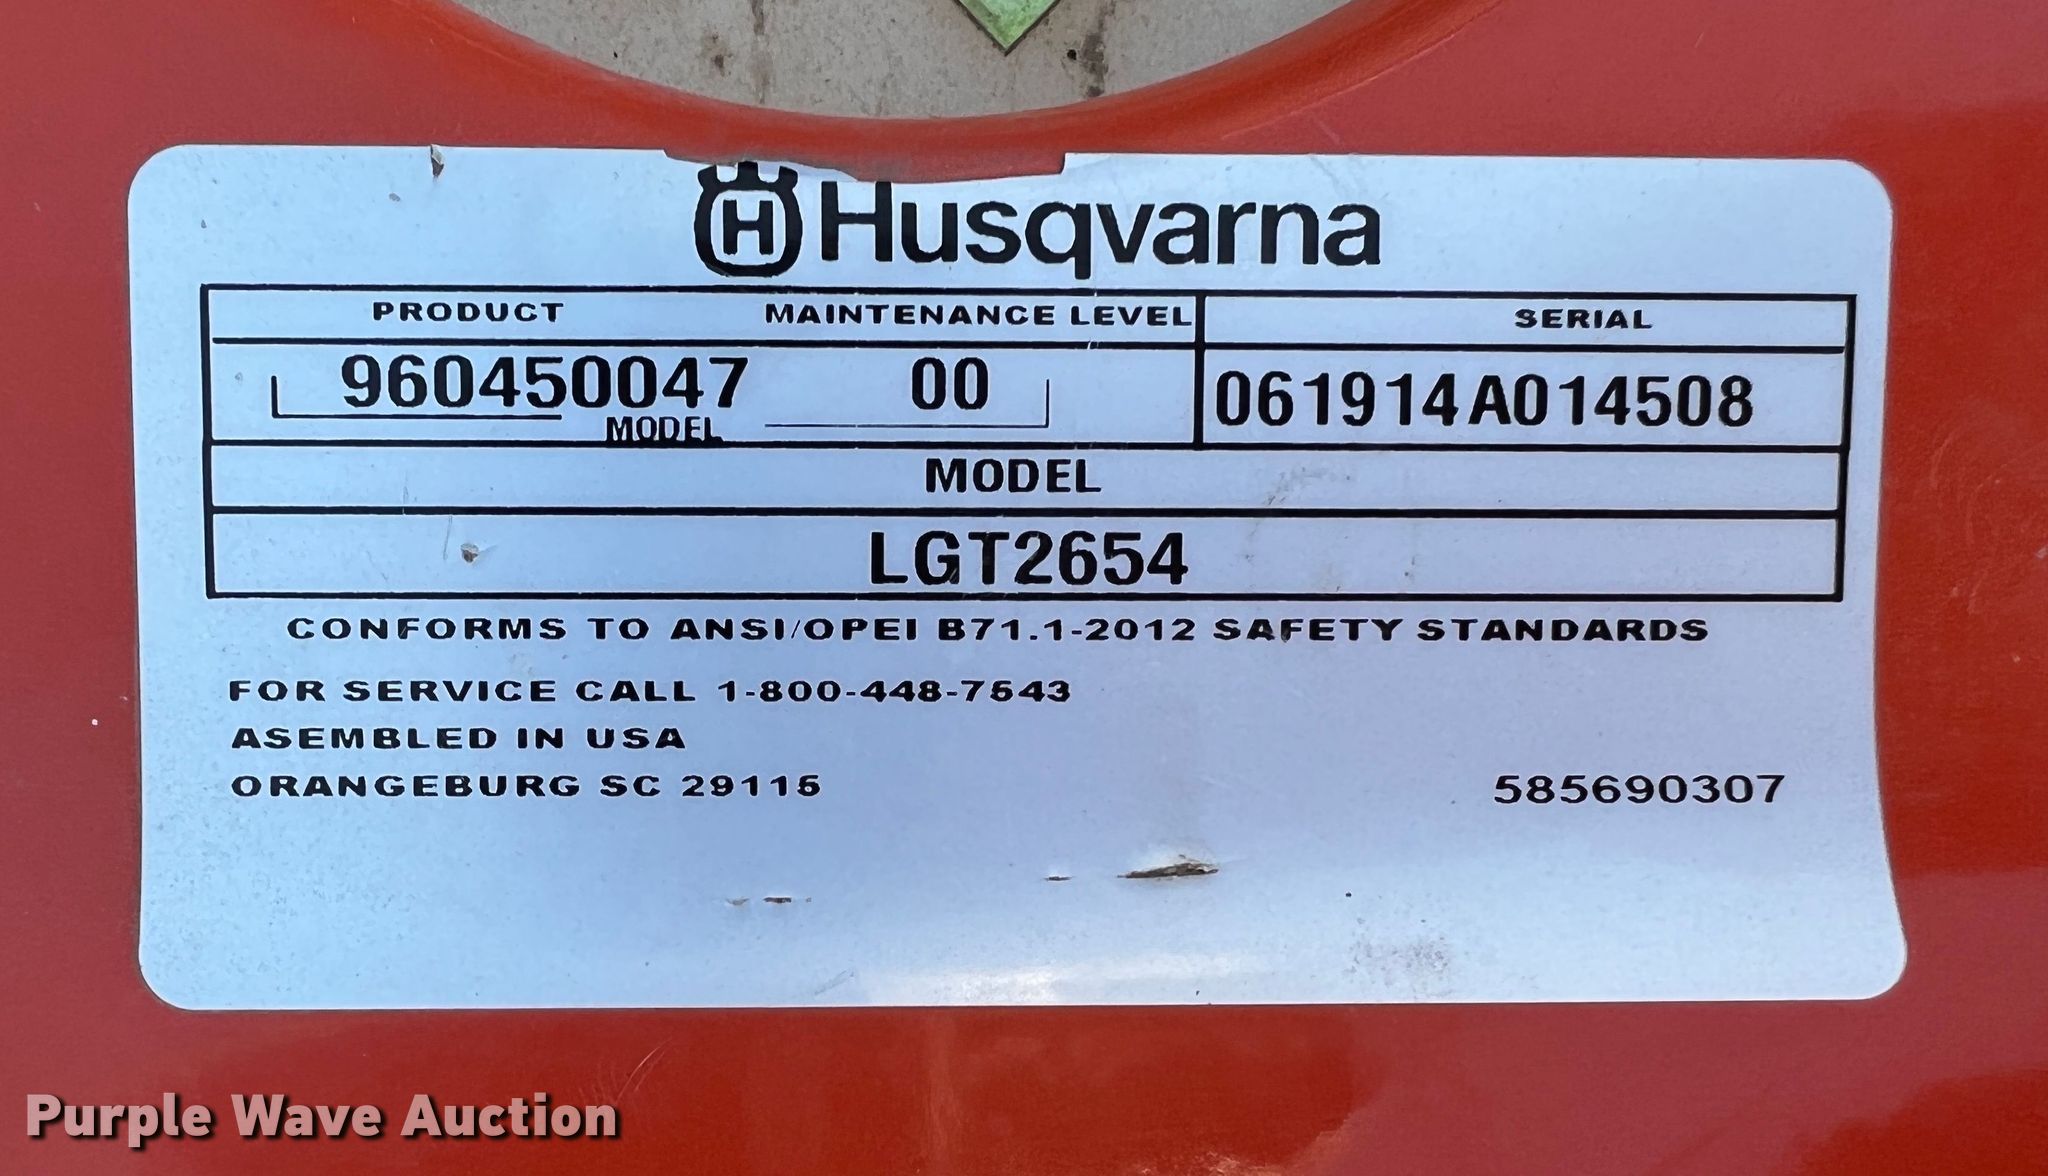 H Husqvarna
PRODUCT MAINTENANCE LEVEL SERIAL
960450047 00 061914A014508
MODEL
MODEL
LGT2654
CONFORMS TO ANSI/OPEI B71.1-2012 SAFETY STANDARDS
FOR SERVICE CALL 1-800-448-7543
ASEMBLED IN USA
ORANGEBURG SC 29115 585690307
Purple Wave Auction